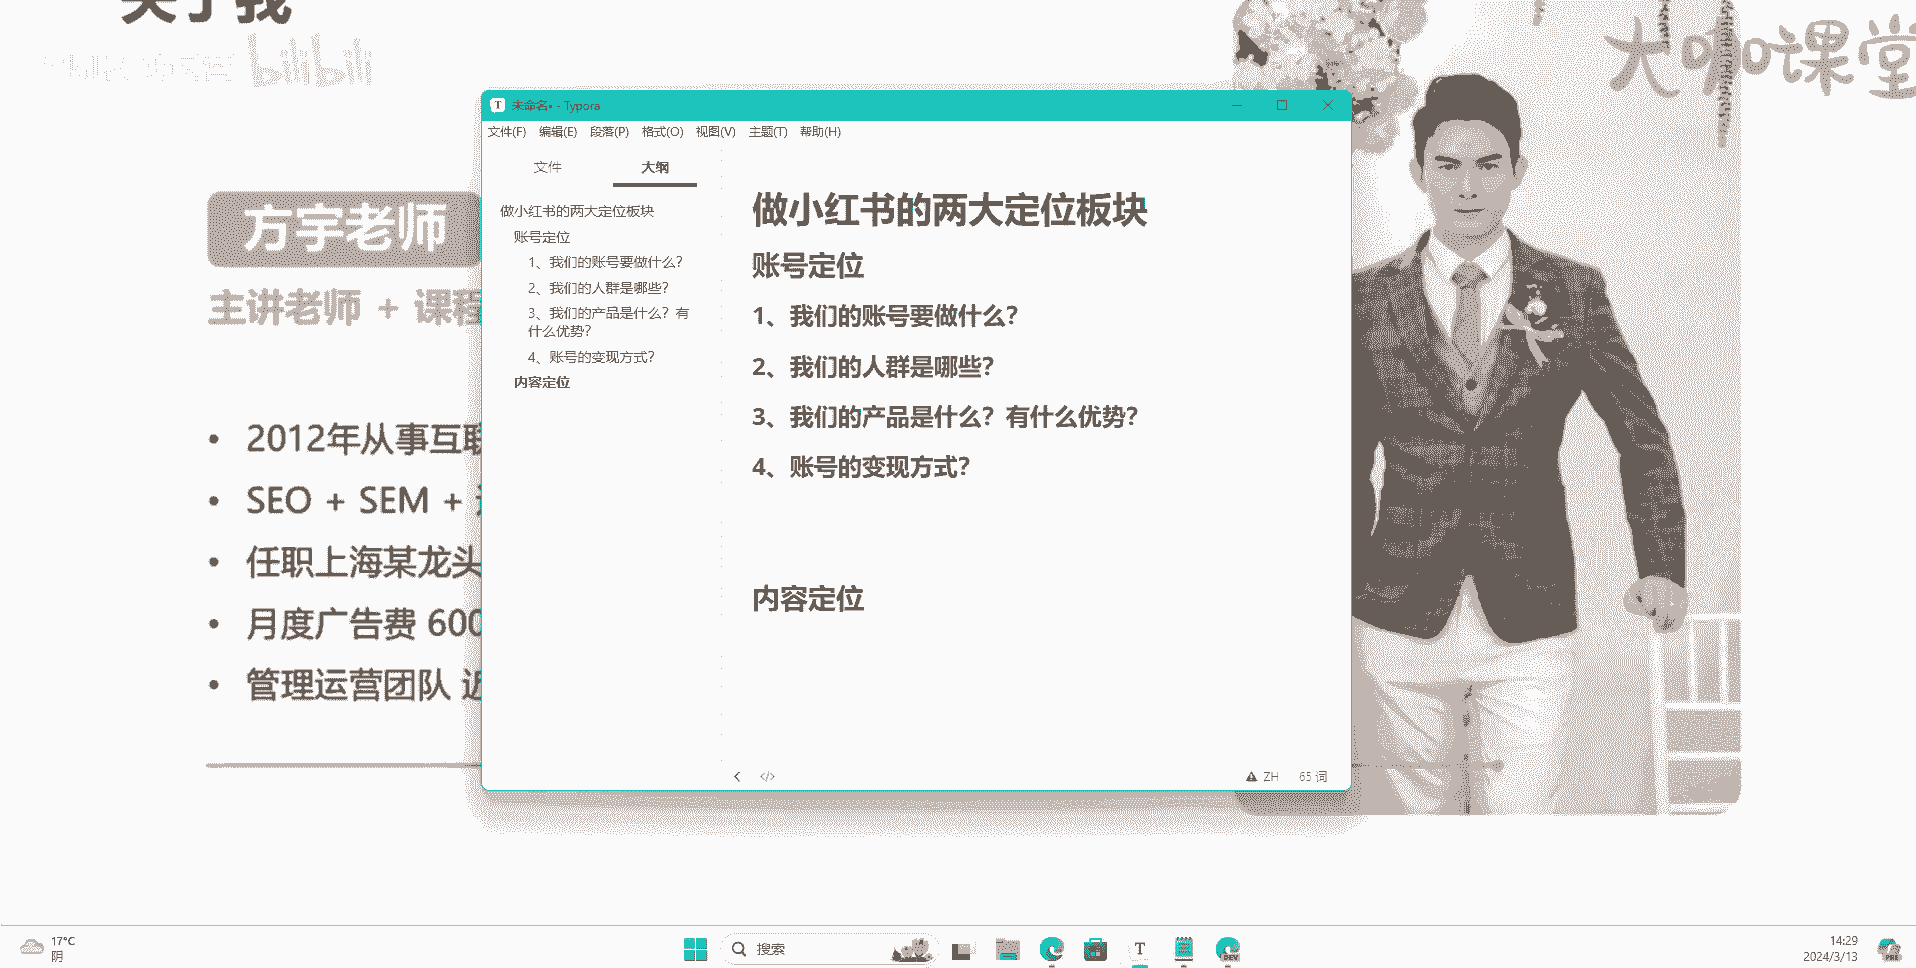 关于我
bilibili
大咖课堂
方宇老师
主讲老师 + 课程
2012年从事互联
SEO + SEM +
任职上海某龙头
月度广告费 600
管理运营团队 近
未命名• - Typora
文件(F) 编辑(E) 段落(P) 格式(O) 视图(V) 主题(T) 帮助(H)
文件 大纲
做小红书的两大定位板块
账号定位
1、我们的账号要做什么?
2、我们的人群是哪些?
3、我们的产品是什么?有
什么优势?
4、账号的变现方式?
内容定位
做小红书的两大定位板块
账号定位
1、我们的账号要做什么?
2、我们的人群是哪些?
3、我们的产品是什么?有什么优势?
4、账号的变现方式?
内容定位
ZH 65 词
17°C
阴
搜索
14:29
2024/3/13